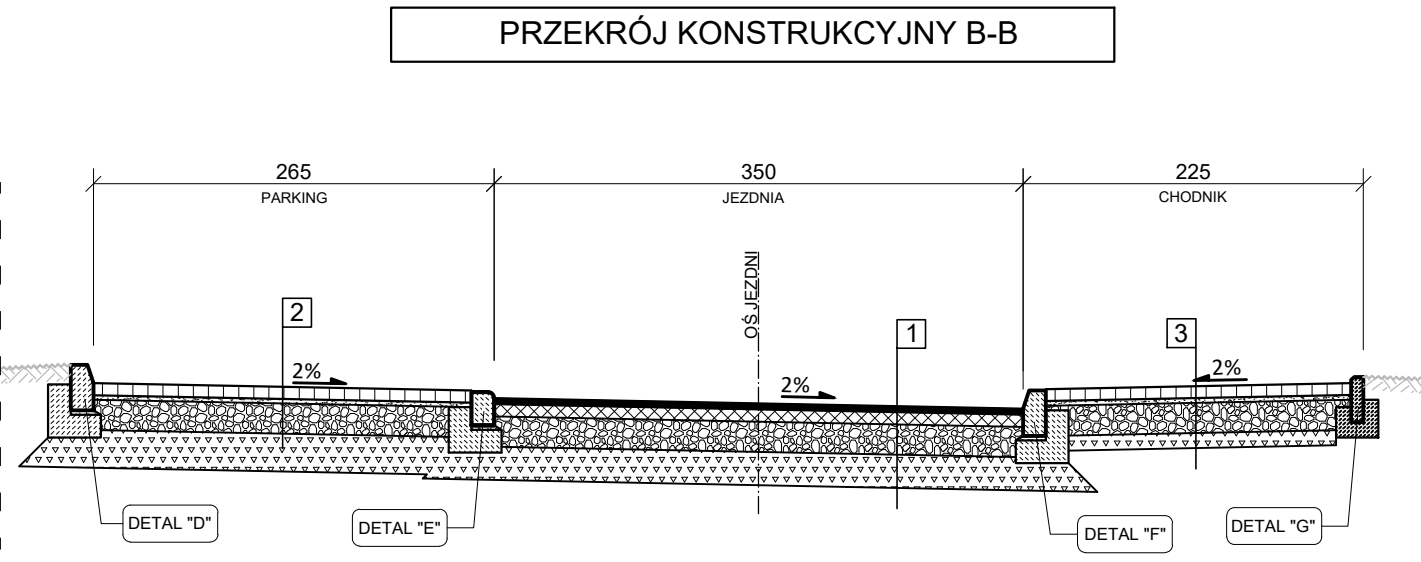 PRZEKRÓJ KONSTRUKCYJNY B-B
265
350
225
PARKING
JEZDNIA
CHODNIK
OŚ JEZDNI
2
1
3
2%
2%
2%
DETAL "D"
DETAL "E"
DETAL "F"
DETAL "G"